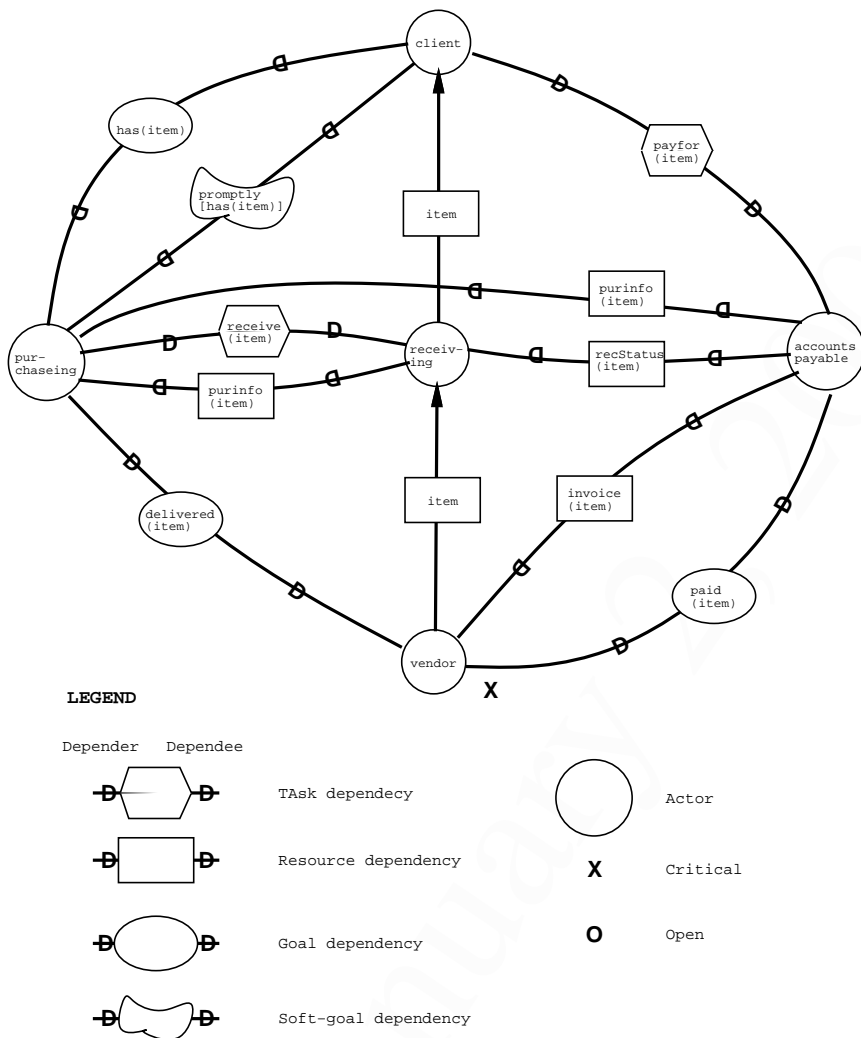 client
has(item)
payfor
(item)
promptly
[has(item)]
item
purinfo
(item)
receive
(item)
pur-
chaseing
receiv-
ing
recStatus
(item)
accounts
payable
purinfo
(item)
item
invoice
(item)
delivered
(item)
paid
(item)
vendor
X
LEGEND
Depender Dependee
D D TAsk dependecy
Actor
D D Resource dependency
X Critical
D D Goal dependency
O Open
D D Soft-goal dependency